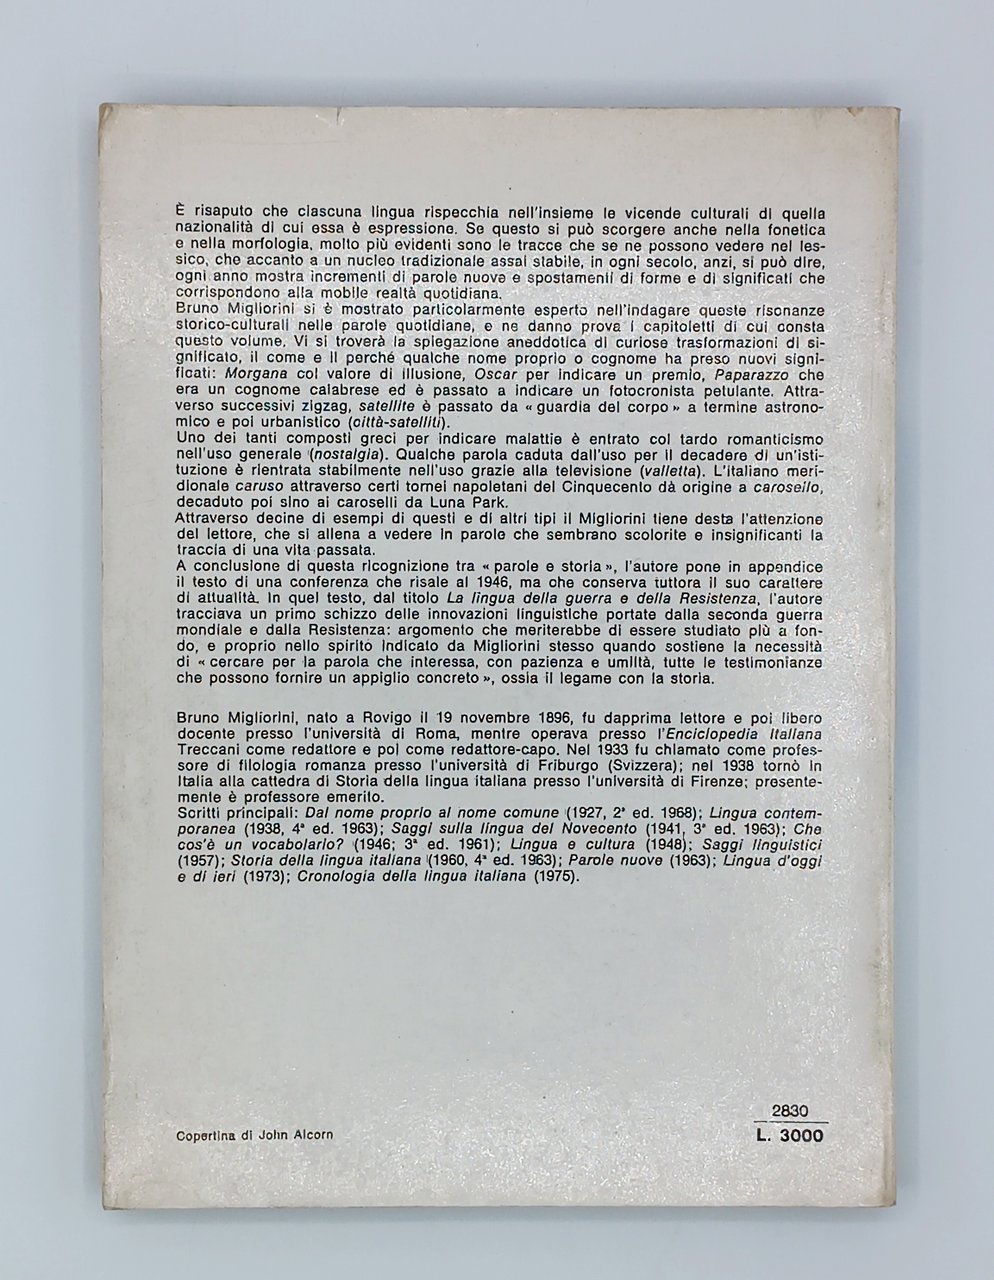 È risaputo che ciascuna lingua rispecchia nell'insieme le vicende culturali di quella
nazionalità di cui essa è espressione. Se questo si può scorgere anche nella fonetica
e nella morfologia, molto più evidenti sono le tracce che se ne possono vedere nel les-
sico, che accanto a un nucleo tradizionale assai stabile, in ogni secolo, anzi, si può dire,
ogni anno mostra incrementi di parole nuove e spostamenti di forme e di significati che
corrispondono alla mobile realtà quotidiana.
Bruno Migliorini si è mostrato particolarmente esperto nell'indagare queste risonanze
storico-culturali nelle parole quotidiane, e ne danno prova i capitoletti di cui consta
questo volume. Vi si troverà la spiegazione aneddotica di curiose trasformazioni di si-
gnificato, il come e il perché qualche nome proprio o cognome ha preso nuovi signi-
ficati: Morgana col valore di illusione, Oscar per indicare un premio, Paparazzo che
era un cognome calabrese ed è passato a indicare un fotocronista petulante. Attra-
verso successivi zigzag, satellite è passato da « guardia del corpo » a termine astrono-
mico e poi urbanistico (città-satelliti).
Uno dei tanti composti greci per indicare malattie è entrato col tardo romanticismo
nell'uso generale (nostalgia). Qualche parola caduta dall'uso per il decadere di un'isti-
tuzione è rientrata stabilmente nell'uso grazie alla televisione (valletta). L'italiano meri-
dionale caruso attraverso certi tornei napoletani del Cinquecento dà origine a carosello,
decaduto poi sino ai caroselli da Luna Park.
Attraverso decine di esempi di questi e di altri tipi il Migliorini tiene desta l'attenzione
del lettore, che si allena a vedere in parole che sembrano scolorite e insignificanti la
traccia di una vita passata.
A conclusione di questa ricognizione tra « parole e storia », l'autore pone in appendice
il testo di una conferenza che risale al 1946, ma che conserva tuttora il suo carattere
di attualità. In quel testo, dal titolo La lingua della guerra e della Resistenza, l'autore
tracciava un primo schizzo delle innovazioni linguistiche portate dalla seconda guerra
mondiale e dalla Resistenza: argomento che meriterebbe di essere studiato più a fon-
do, e proprio nello spirito indicato da Migliorini stesso quando sostiene la necessità
di « cercare per la parola che interessa, con pazienza e umiltà, tutte le testimonianze
che possono fornire un appiglio concreto », ossia il legame con la storia.
Bruno Migliorini, nato a Rovigo il 19 novembre 1896, fu dapprima lettore e poi libero
docente presso l'università di Roma, mentre operava presso l'Enciclopedia Italiana
Treccani come redattore e poi come redattore-capo. Nel 1933 fu chiamato come profes-
sore di filologia romanza presso l'università di Friburgo (Svizzera); nel 1938 tornò in
Italia alla cattedra di Storia della lingua italiana presso l'università di Firenze; presente-
mente è professore emerito.
Scritti principali: Dal nome proprio al nome comune (1927, 2ª ed. 1968); Lingua contem-
poranea (1938, 4ª ed. 1963); Saggi sulla lingua del Novecento (1941, 3ª ed. 1963); Che
cos'è un vocabolario? (1946; 3ª ed. 1961); Lingua e cultura (1948); Saggi linguistici
(1957); Storia della lingua italiana (1960, 4ª ed. 1963); Parole nuove (1963); Lingua d'oggi
e di ieri (1973); Cronologia della lingua italiana (1975).
2830
Copertina di John Alcorn
L. 3000